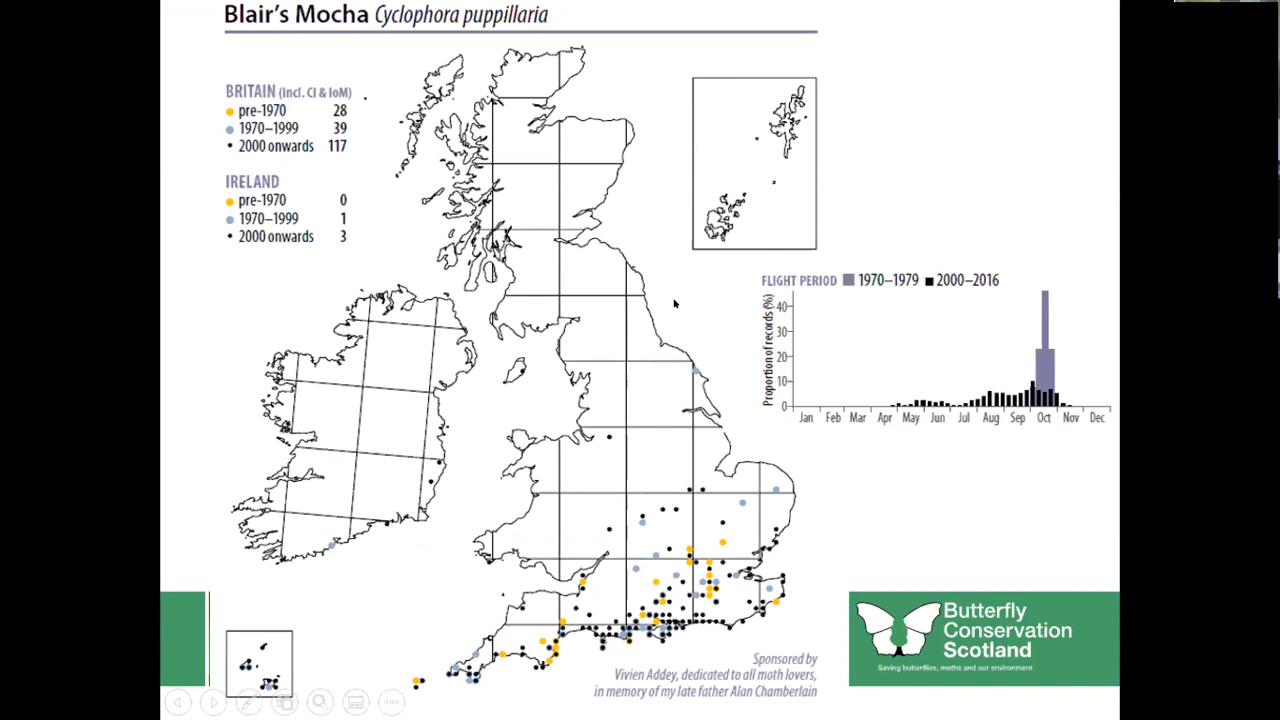 Blair's Mocha Cyclophora puppillaria
BRITAIN (incl. CI & IoM)
pre-1970 28
1970–1999 39
2000 onwards 117
IRELAND
pre-1970 0
1970–1999 1
2000 onwards 3
FLIGHT PERIOD 1970–1979 2000–2016
Proportion of records (%)
40
30
20
10
0
Jan Feb Mar Apr May Jun Jul Aug Sep Oct Nov Dec
Butterfly
Conservation
Scotland
Saving butterflies, moths and our environment
Sponsored by
Vivien Addey, dedicated to all moth lovers,
in memory of my late father Alan Chamberlain